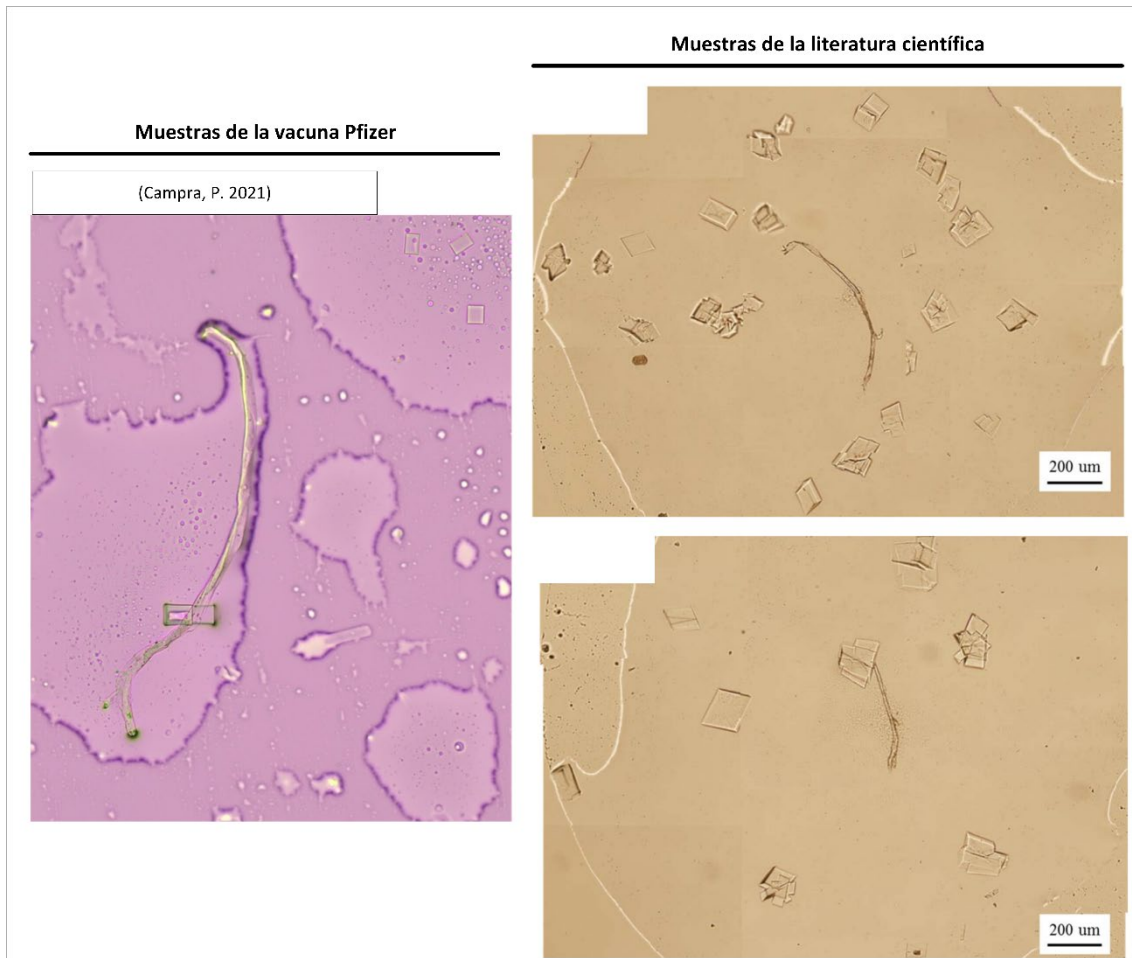 Muestras de la literatura científica
Muestras de la vacuna Pfizer
(Campra, P. 2021)
200 um
200 um